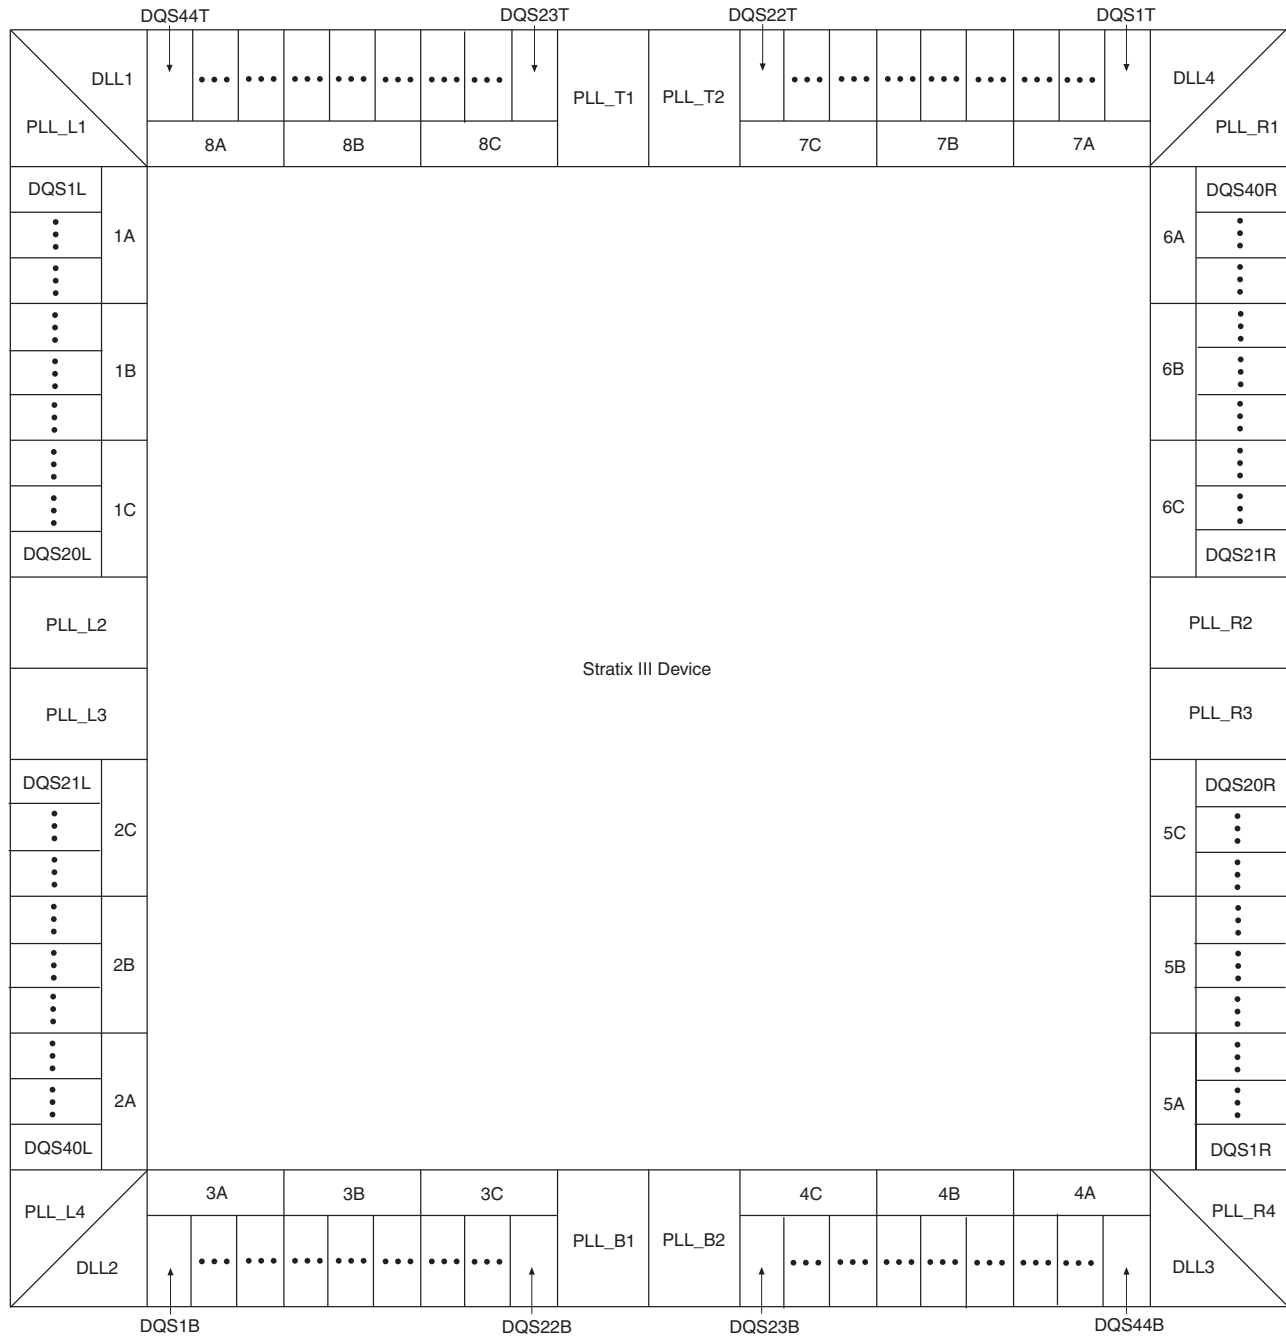 DQS44T
DQS23T
DQS22T
DQS1T
DLL1
PLL_L1
PLL_T1
PLL_T2
DLL4
PLL_R1
8A
8B
8C
7C
7B
7A
DQS1L
1A
1B
1C
DQS20L
PLL_L2
PLL_L3
DQS21L
2C
2B
2A
DQS40L
Stratix III Device
DQS40R
6A
6B
6C
DQS21R
PLL_R2
PLL_R3
DQS20R
5C
5B
5A
DQS1R
PLL_L4
DLL2
3A
3B
3C
PLL_B1
PLL_B2
4C
4B
4A
PLL_R4
DLL3
DQS1B
DQS22B
DQS23B
DQS44B